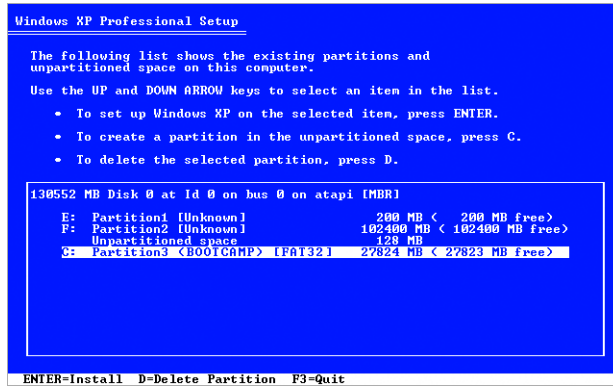 Windows XP Professional Setup
The following list shows the existing partitions and
unpartitioned space on this computer.
Use the UP and DOWN ARROW keys to select an item in the list.
• To set up Windows XP on the selected item, press ENTER.
• To create a partition in the unpartitioned space, press C.
• To delete the selected partition, press D.
130552 MB Disk 0 at Id 0 on bus 0 on atapi [MBR]
E: Partition1 [Unknown] 200 MB ( 200 MB free)
F: Partition2 [Unknown] 102400 MB ( 102400 MB free)
Unpartitioned space 128 MB
C: Partition3 (BOOTCAMP) [FAT32] 27824 MB ( 27823 MB free)
ENTER=Install D=Delete Partition F3=Quit